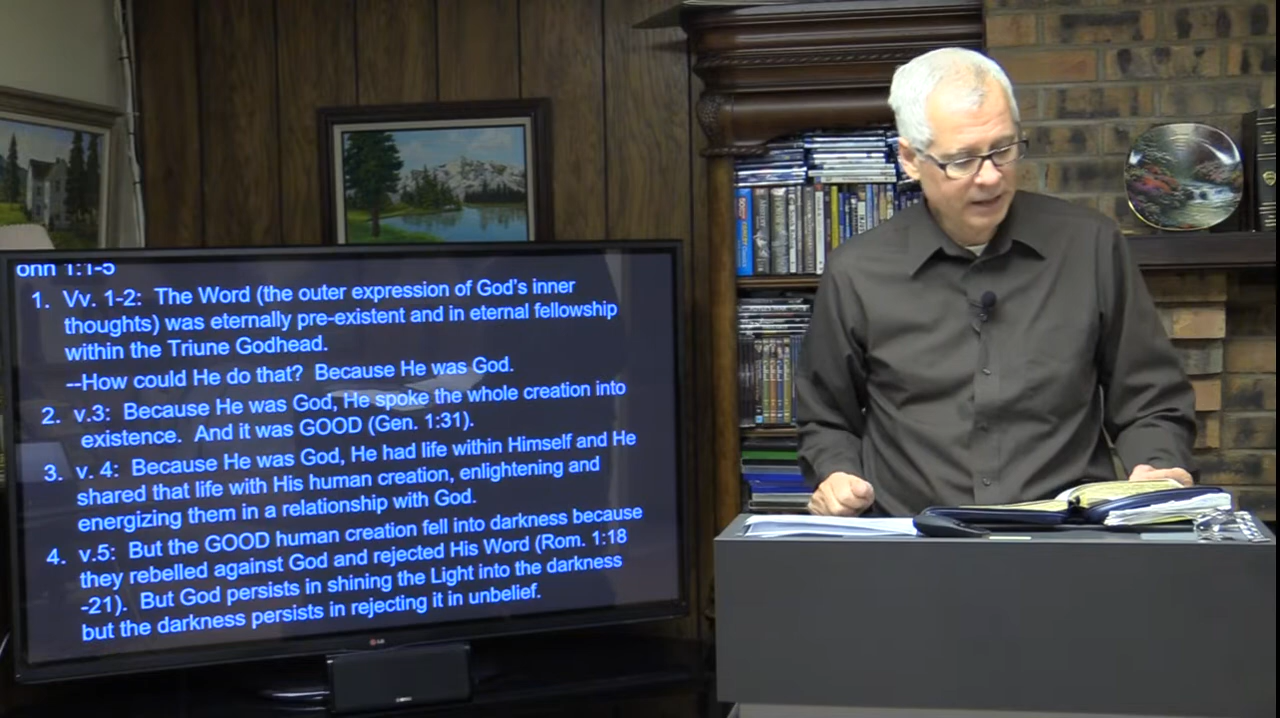 ohn 1:1-5
1. Vv. 1-2: The Word (the outer expression of God's inner
thoughts) was eternally pre-existent and in eternal fellowship
within the Triune Godhead.
--How could He do that? Because He was God.
2. v.3: Because He was God, He spoke the whole creation into
existence. And it was GOOD (Gen. 1:31).
3. v. 4: Because He was God, He had life within Himself and He
shared that life with His human creation, enlightening and
energizing them in a relationship with God.
4. v.5: But the GOOD human creation fell into darkness because
they rebelled against God and rejected His Word (Rom. 1:18
-21). But God persists in shining the Light into the darkness
but the darkness persists in rejecting it in unbelief.
LG